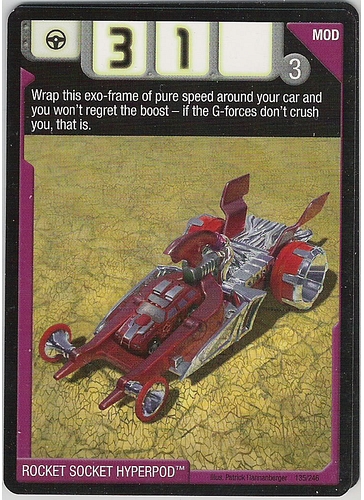 3 1
MOD
3
Wrap this exo-frame of pure speed around your car and
you won't regret the boost – if the G-forces don't crush
you, that is.
ROCKET SOCKET HYPERPOD™
Illus. Patrick Hannenberger 135/246